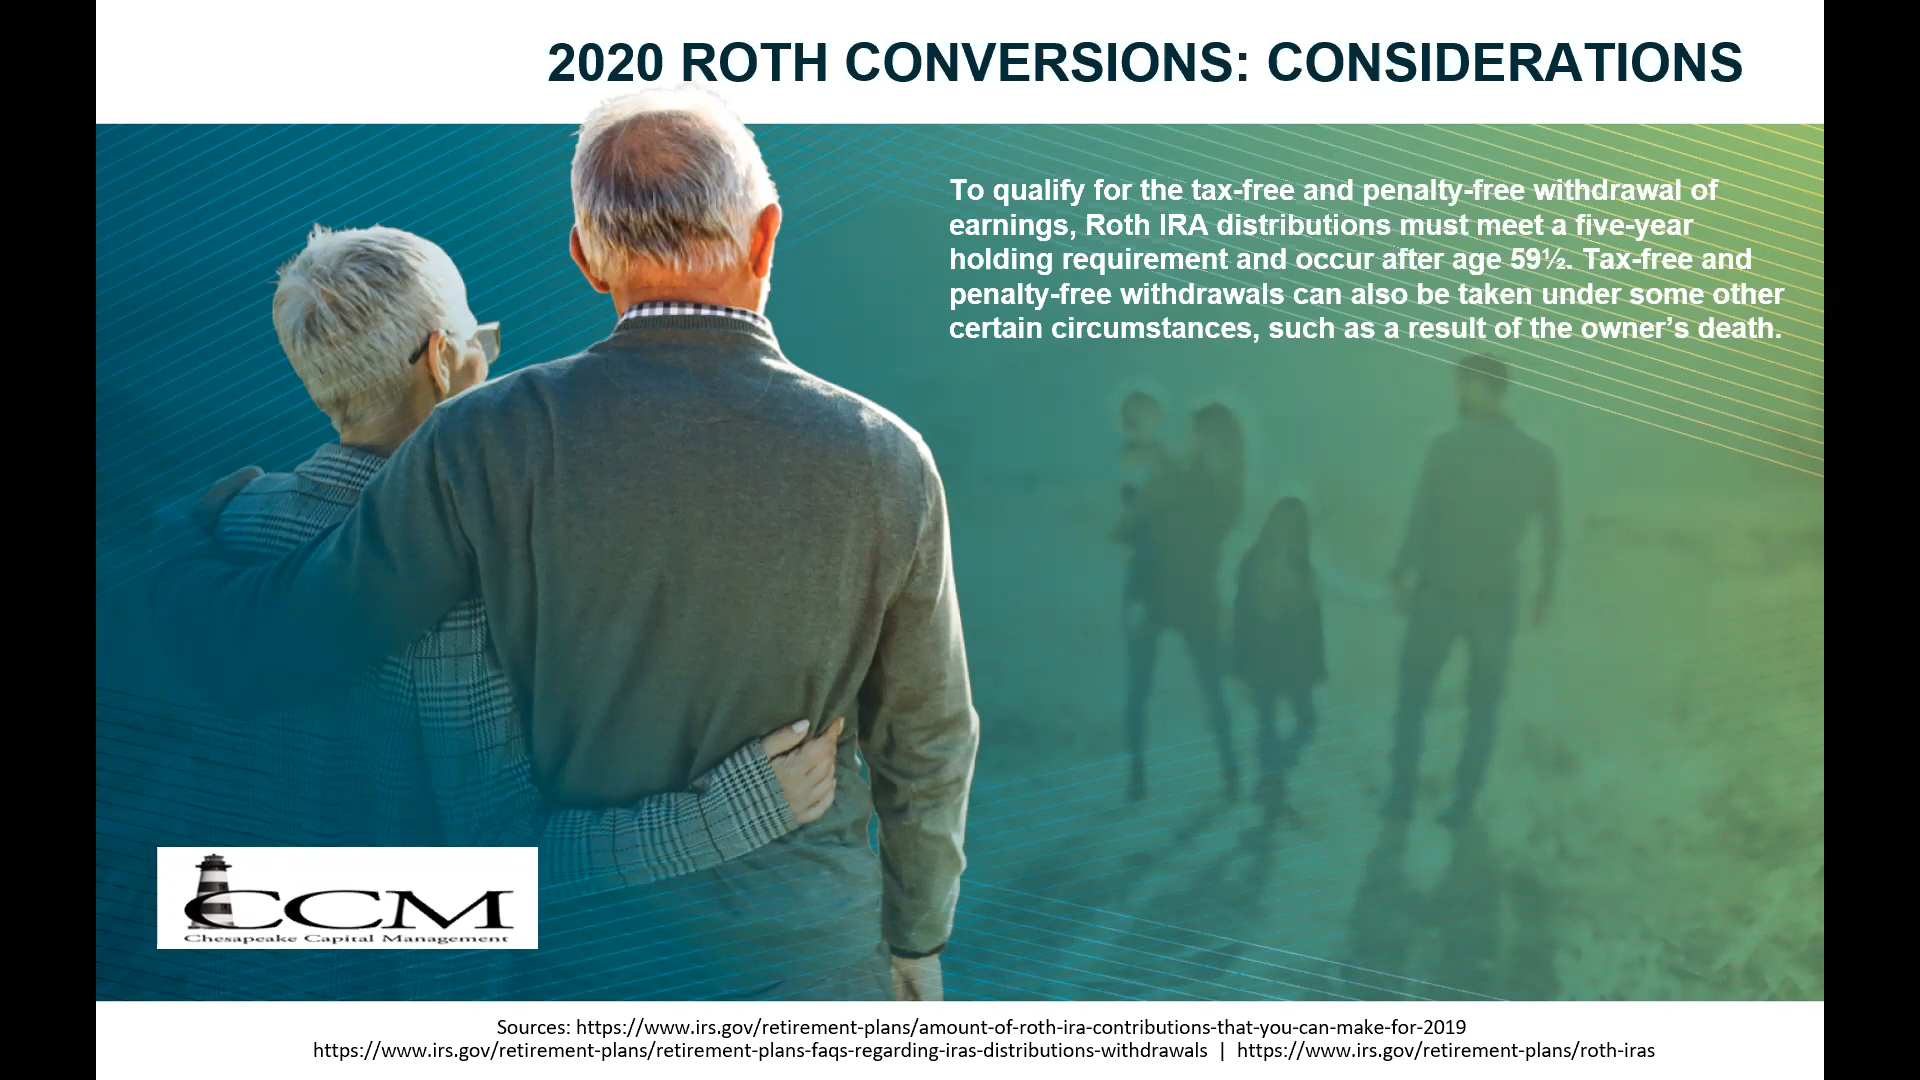 2020 ROTH CONVERSIONS: CONSIDERATIONS
To qualify for the tax-free and penalty-free withdrawal of
earnings, Roth IRA distributions must meet a five-year
holding requirement and occur after age 59½. Tax-free and
penalty-free withdrawals can also be taken under some other
certain circumstances, such as a result of the owner’s death.
CCM
Chesapeake Capital Management
Sources: https://www.irs.gov/retirement-plans/amount-of-roth-ira-contributions-that-you-can-make-for-2019
https://www.irs.gov/retirement-plans/retirement-plans-faqs-regarding-iras-distributions-withdrawals | https://www.irs.gov/retirement-plans/roth-iras